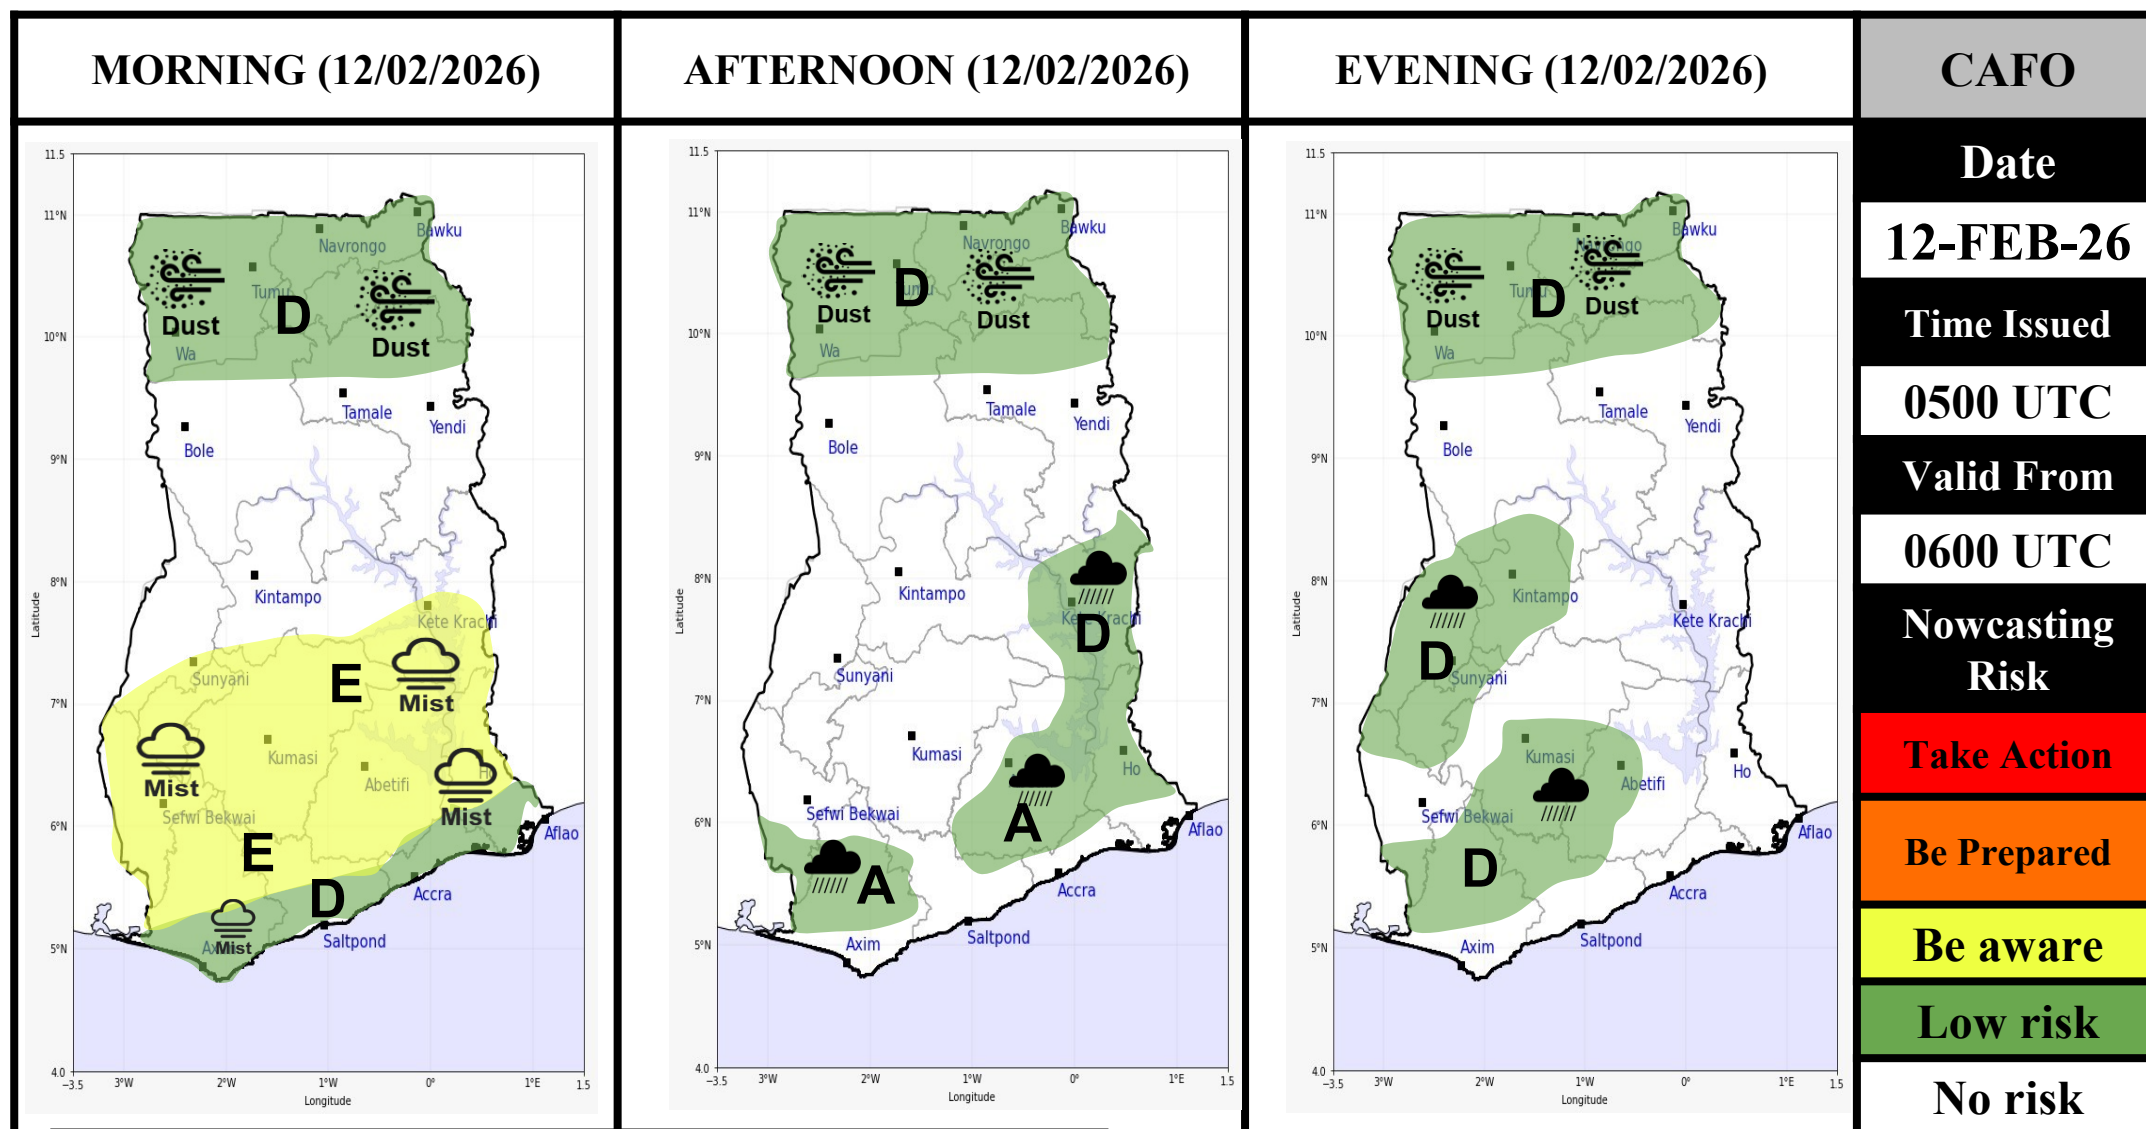 MORNING (12/02/2026)
AFTERNOON (12/02/2026)
EVENING (12/02/2026)
CAFO
Date
12-FEB-26
Time Issued
0500 UTC
Valid From
0600 UTC
Nowcasting
Risk
Take Action
Be Prepared
Be aware
Low risk
No risk
11.5
11°N
10°N
9°N
8°N
7°N
6°N
5°N
4.0
Latitude
−3.5
3°W
2°W
1°W
0°
1°E
1.5
Longitude
Bawku
Navrongo
Tumu
D
Dust
Dust
Wa
Tamale
Yendi
Bole
Kintampo
Kete Krachi
E
Mist
Sunyani
Kumasi
Mist
Abetifi
Ho
Mist
Sefwi Bekwai
Aflao
E
D
Accra
Mist
Saltpond
11.5
11°N
10°N
9°N
8°N
7°N
6°N
5°N
4.0
Latitude
−3.5
3°W
2°W
1°W
0°
1°E
1.5
Longitude
Bawku
Navrongo
Tumu
D
Dust
Dust
Wa
Tamale
Yendi
Bole
Kintampo
Kete Krachi
D
Sunyani
Kumasi
Ho
Sefwi Bekwai
A
Aflao
A
Accra
Saltpond
Axim
11.5
11°N
10°N
9°N
8°N
7°N
6°N
5°N
4.0
Latitude
−3.5
3°W
2°W
1°W
0°
1°E
1.5
Longitude
Bawku
Navrongo
Tumu
D
Dust
Dust
Wa
Tamale
Yendi
Bole
Kintampo
Kete Krachi
D
Sunyani
Kumasi
Abetifi
Ho
Sefwi Bekwai
Aflao
D
Accra
Saltpond
Axim